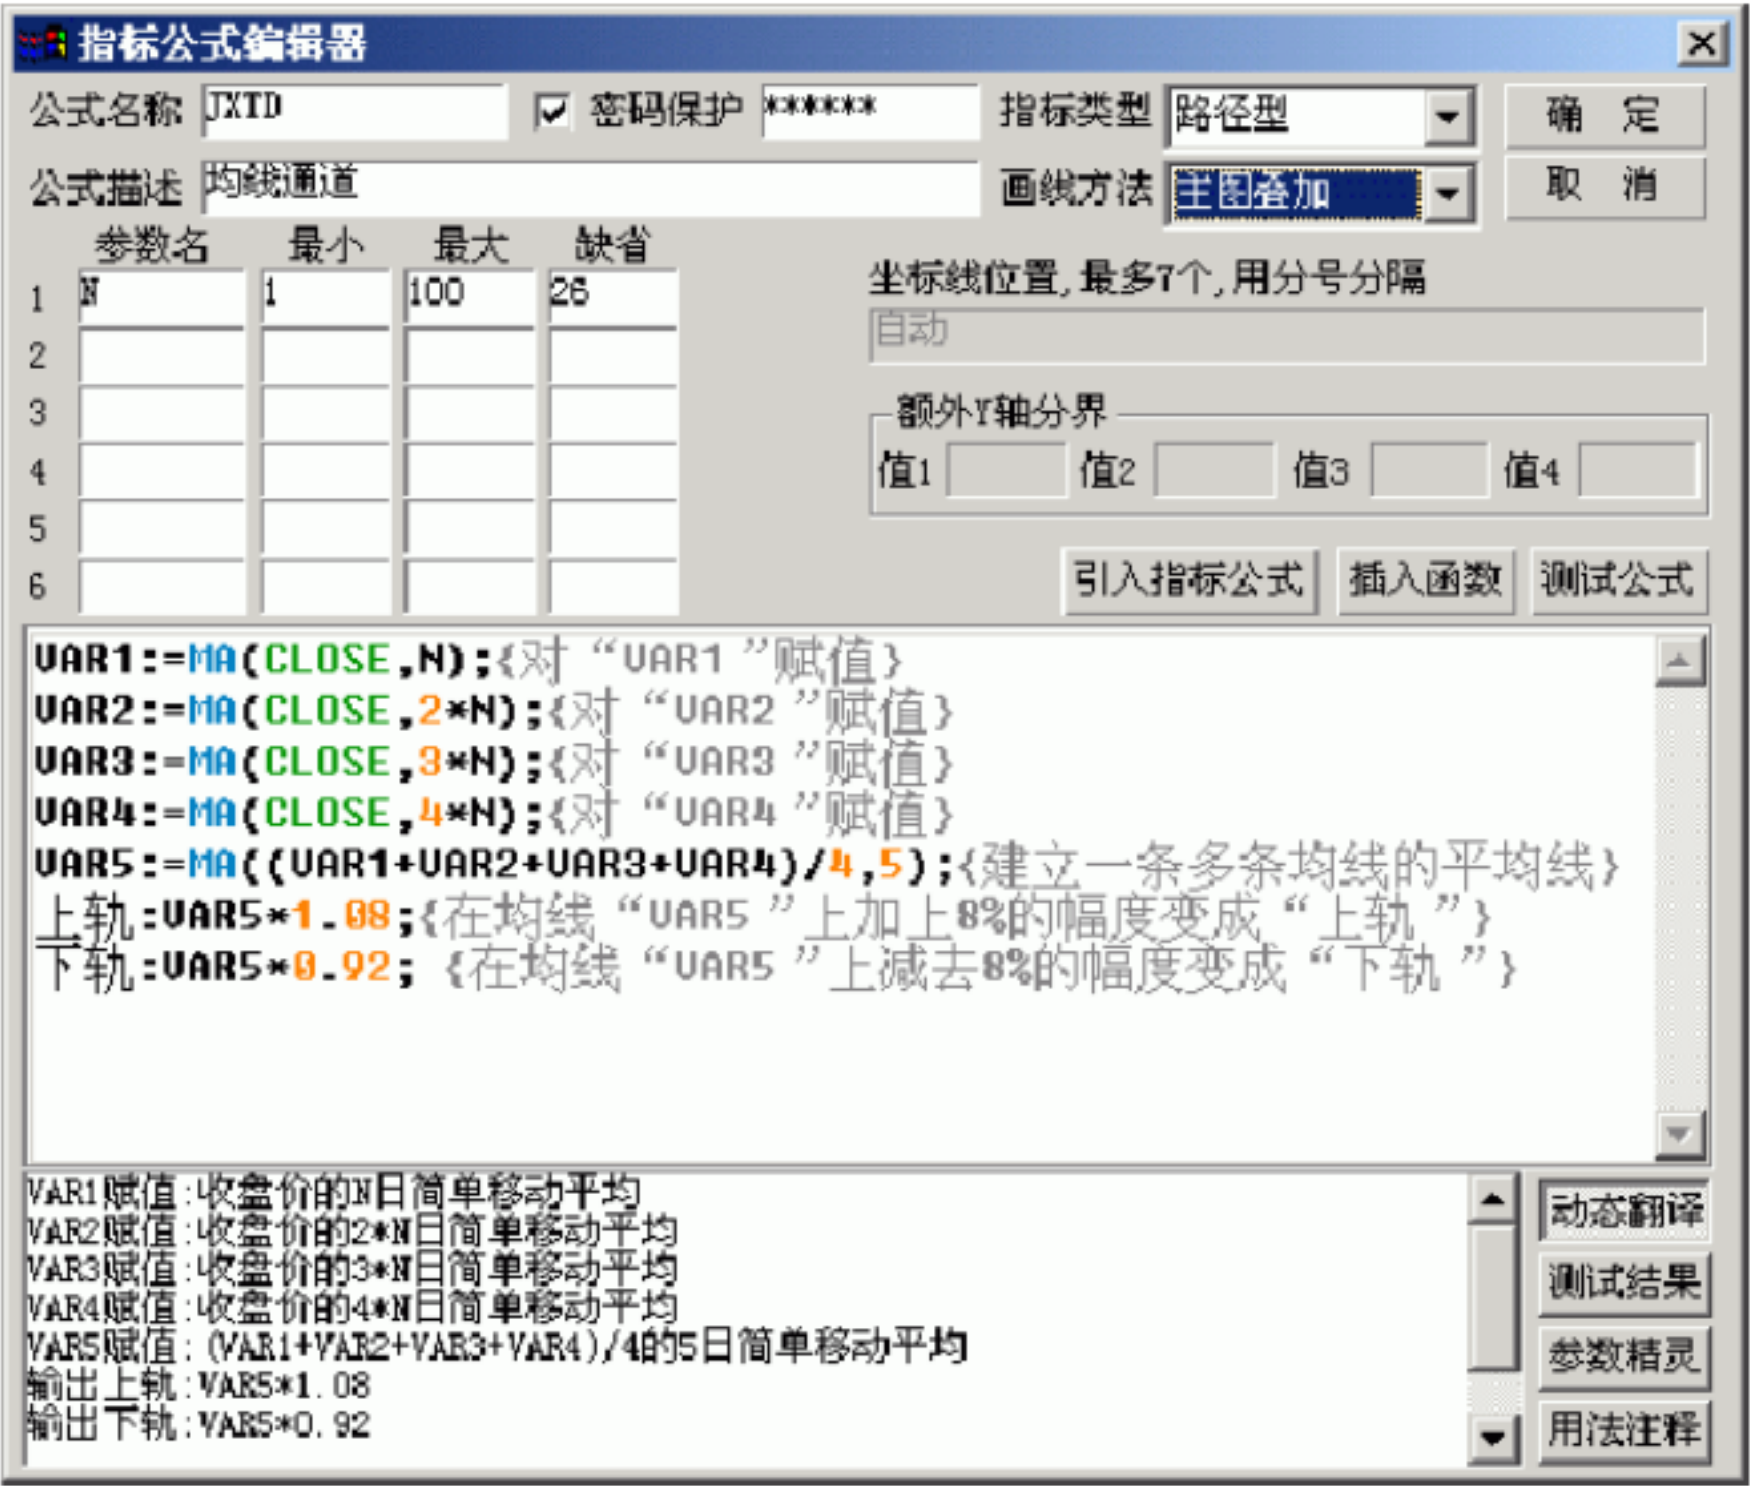 指标公式编辑器
公式名称 JXTD 密码保护 ****** 指标类型 路径型 确 定
公式描述 均线通道 画线方法 主图叠加 取 消
参数名 最小 最大 缺省
1 N 1 100 26
2
3
4
5
6
坐标线位置,最多7个,用分号分隔
自动
额外Y轴分界
值1 值2 值3 值4
引入指标公式 插入函数 测试公式
VAR1:=MA(CLOSE,N);{对“VAR1”赋值}
VAR2:=MA(CLOSE,2*N);{对“VAR2”赋值}
VAR3:=MA(CLOSE,3*N);{对“VAR3”赋值}
VAR4:=MA(CLOSE,4*N);{对“VAR4”赋值}
VAR5:=MA((VAR1+VAR2+VAR3+VAR4)/4,5);{建立一条多条均线的平均线}
上轨:VAR5*1.08;{在均线“VAR5”上加上8%的幅度变成“上轨”}
下轨:VAR5*0.92; {在均线“VAR5”上减去8%的幅度变成“下轨”}
VAR1赋值:收盘价的N日简单移动平均
VAR2赋值:收盘价的2*N日简单移动平均
VAR3赋值:收盘价的3*N日简单移动平均
VAR4赋值:收盘价的4*N日简单移动平均
VAR5赋值:(VAR1+VAR2+VAR3+VAR4)/4的5日简单移动平均
输出上轨:VAR5*1.08
输出下轨:VAR5*0.92
动态翻译
测试结果
参数精灵
用法注释